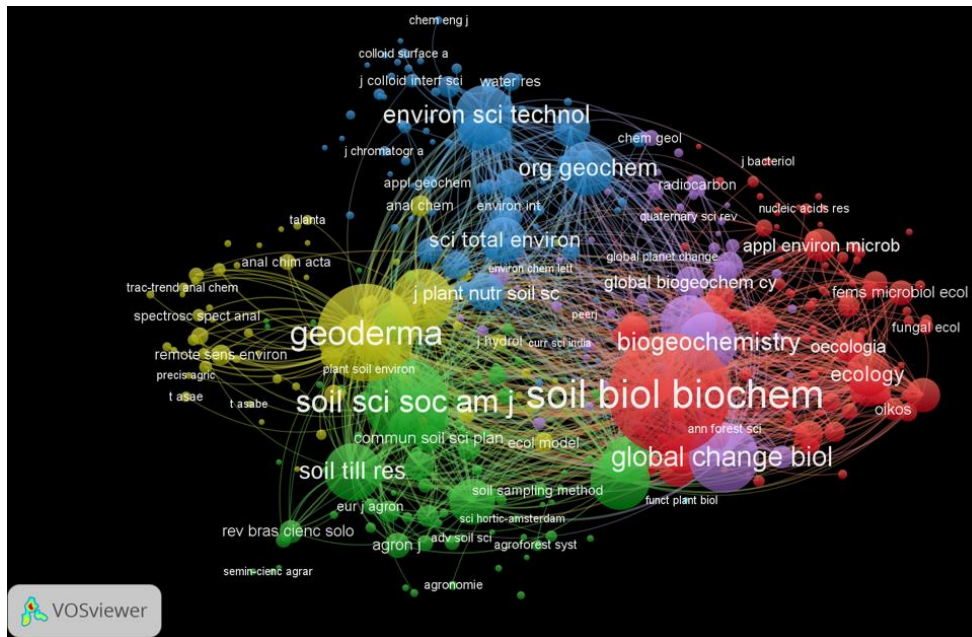 chem eng j
colloid surface a
j colloid interf sci
water res
environ sci technol
j chromatogr a
chem geol
org geochem
j bacteriol
appl geochem
radiocarbon
anal chem
environ int
nucleic acids res
quaternary sci rev
talanta
sci total environ
appl environ microb
anal chim acta
global planet change
environ chem lett
trac-trend anal chem
global biogeochem cy
j plant nutr soil sc
fems microbiol ecol
spectrosc spect anal
peerj
fungal ecol
geoderma
j hydrol
curr sci india
biogeochemistry
oecologia
remote sens environ
plant soil environ
precis agric
ecology
t asae
t asabe
soil sci soc am j
soil biol biochem
oikos
ann forest sci
commun soil sci plan
ecol model
global change biol
soil till res
soil sampling method
funct plant biol
eur j agron
sci hortic-amsterdam
rev bras cienc solo
agron j
adv soil sci
agroforest syst
semin-cienc agrar
agronomie
VOSviewer